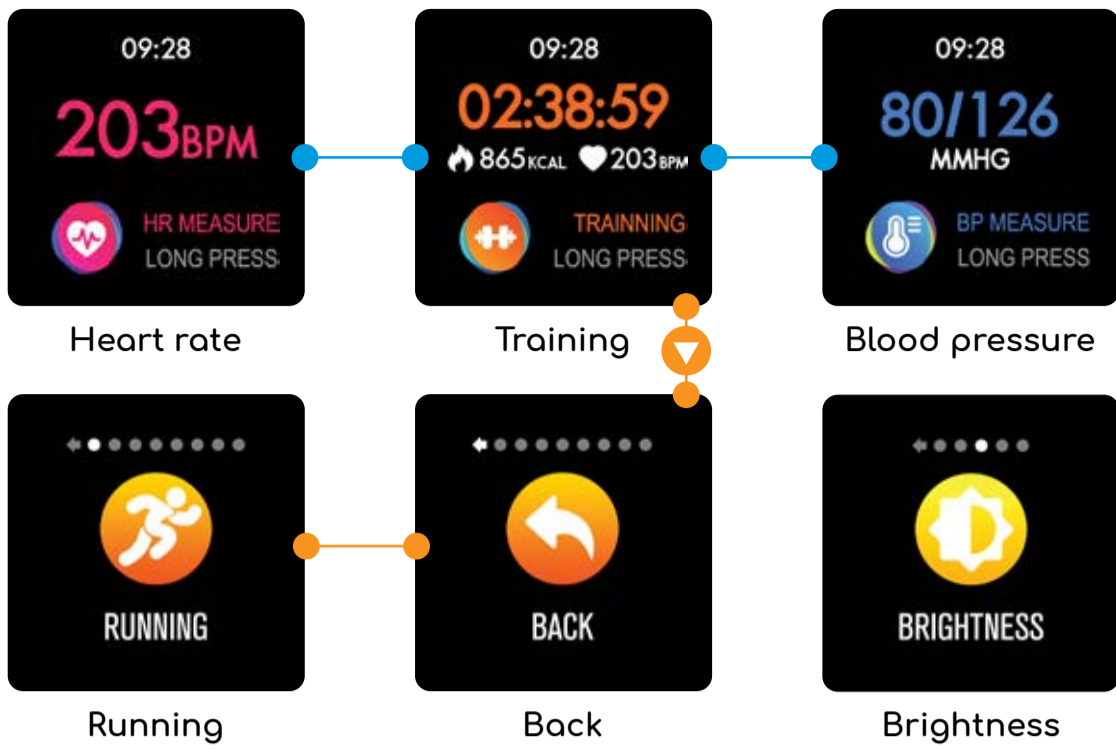 09:28
203BPM
HR MEASURE
LONG PRESS
Heart rate
09:28
02:38:59
865KCAL 203BPM
TRAINNING
LONG PRESS
Training
09:28
80/126
MMHG
BP MEASURE
LONG PRESS
Blood pressure
RUNNING
Running
BACK
Back
BRIGHTNESS
Brightness